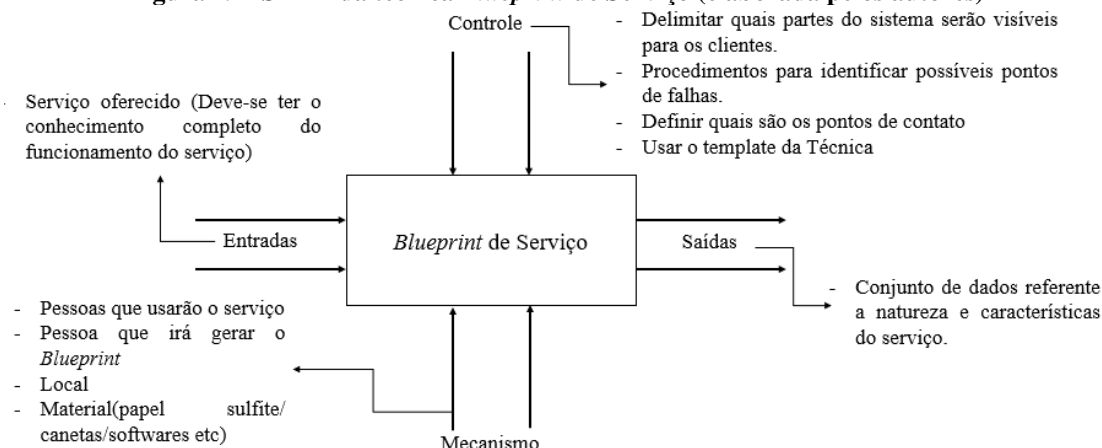 Controle
- Delimitar quais partes do sistema serão visíveis
para os clientes.
- Procedimentos para identificar possíveis pontos
de falhas.
- Definir quais são os pontos de contato
- Usar o template da Técnica
Serviço oferecido (Deve-se ter o
conhecimento completo do
funcionamento do serviço)
Entradas
Blueprint de Serviço
Saídas
- Conjunto de dados referente
a natureza e características
do serviço.
- Pessoas que usarão o serviço
- Pessoa que irá gerar o
Blueprint
- Local
- Material(papel sulfite/
canetas/softwares etc)
Mecanismo